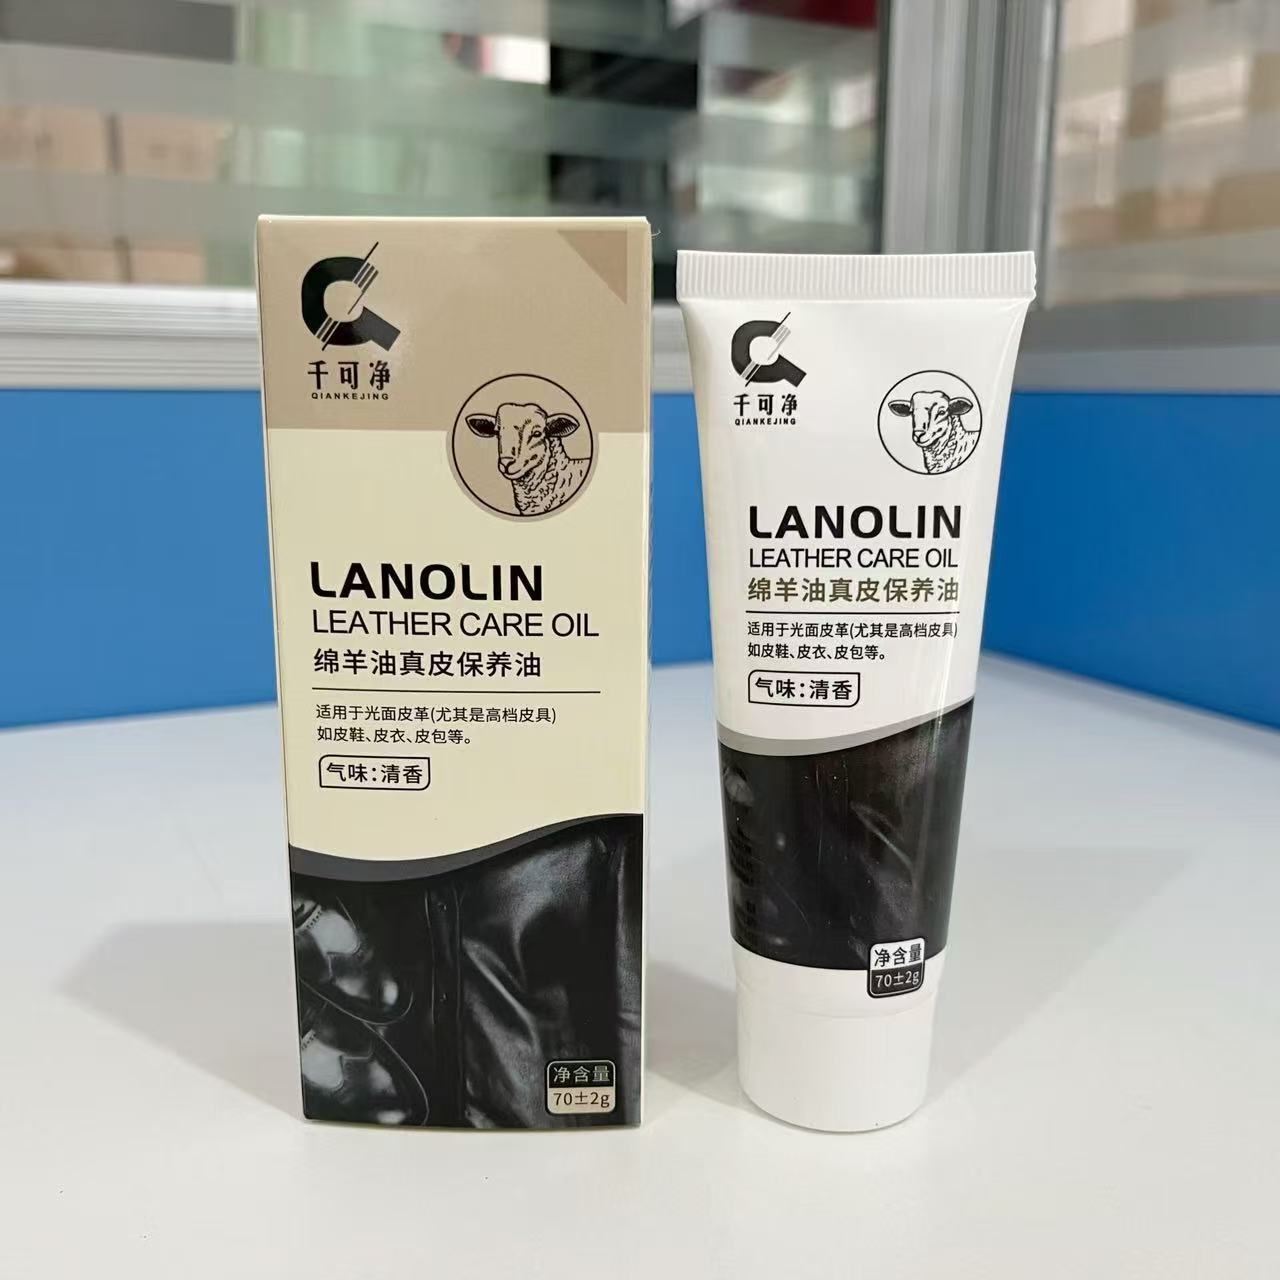 千可净
QIANKEJING
LANOLIN
LEATHER CARE OIL
绵羊油真皮保养油
适用于光面皮革(尤其是高档皮具)
如皮鞋、皮衣、皮包等。
气味:清香
净含量
70±2g
千可净
QIANKEJING
LANOLIN
LEATHER CARE OIL
绵羊油真皮保养油
适用于光面皮革(尤其是高档皮具)
如皮鞋、皮衣、皮包等。
气味:清香
净含量
70±2g